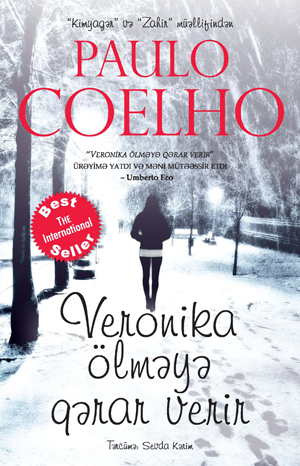 "Kimyagər" və "Zahir" müəllifindən
PAULO
COELHO
"VERONİKA ÖLMƏYƏ QƏRAR VERİR"
ÜRƏYİMƏ YATDI VƏ MƏNİ MÜTƏƏSSİR ETDİ
– Umberto Eco
Best
THE
International
Seller
Veronika
ölməyə
qərar verir
Tərcümə: Sevda Kərim